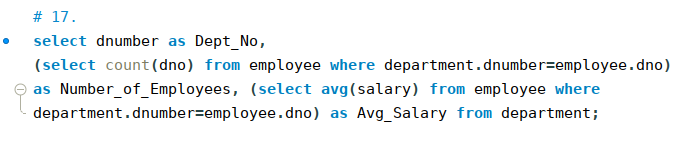 # 17.
select dnumber as Dept_No,
(select count(dno) from employee where department.dnumber=employee.dno)
as Number_of_Employees, (select avg(salary) from employee where
department.dnumber=employee.dno) as Avg_Salary from department;